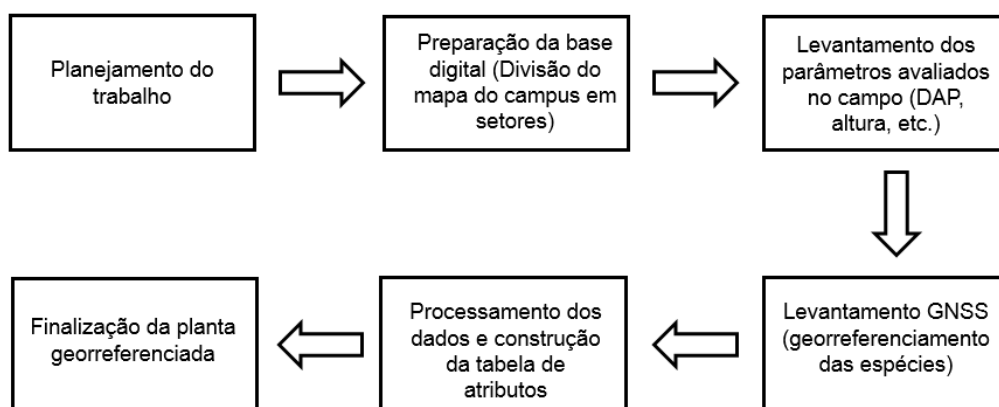 Planejamento do
trabalho
Preparação da base
digital (Divisão do
mapa do campus em
setores)
Levantamento dos
parâmetros avaliados
no campo (DAP,
altura, etc.)
Levantamento GNSS
(georreferenciamento
das espécies)
Processamento dos
dados e construção
da tabela de
atributos
Finalização da planta
georreferenciada